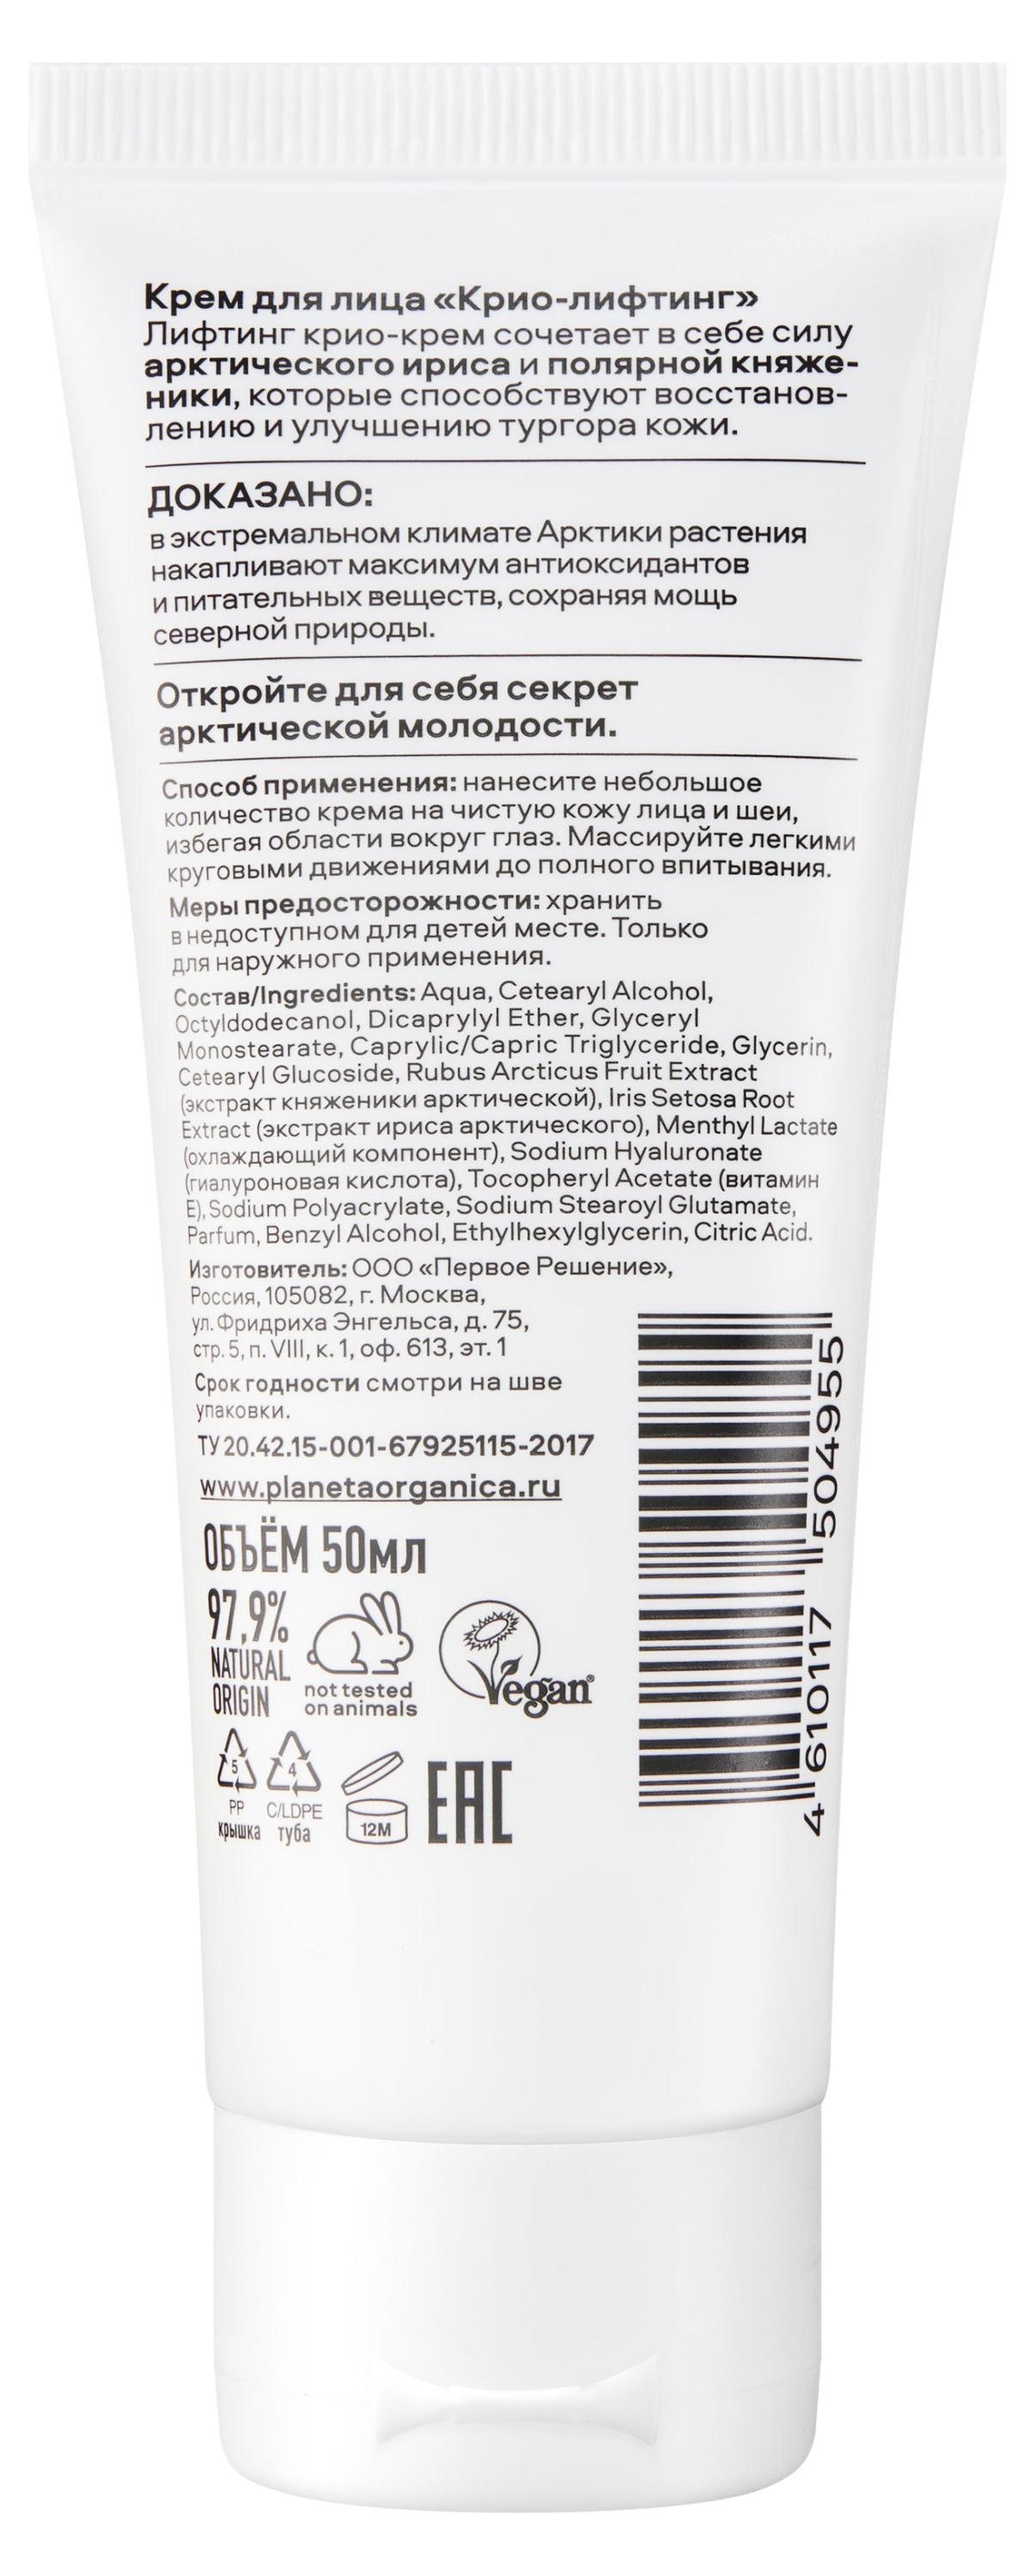 Крем для лица «Крио-лифтинг»
Лифтинг крио-крем сочетает в себе силу
арктического ириса и полярной княже-
ники, которые способствуют восстанов-
лению и улучшению тургора кожи.
ДОКАЗАНО:
в экстремальном климате Арктики растения
накапливают максимум антиоксидантов
и питательных веществ, сохраняя мощь
северной природы.
Откройте для себя секрет
арктической молодости.
Способ применения: нанесите небольшое
количество крема на чистую кожу лица и шеи,
избегая области вокруг глаз. Массируйте легкими
круговыми движениями до полного впитывания.
Меры предосторожности: хранить
в недоступном для детей месте. Только
для наружного применения.
Состав/Ingredients: Aqua, Cetearyl Alcohol,
Octyldodecanol, Dicaprylyl Ether, Glyceryl
Monostearate, Caprylic/Capric Triglyceride, Glycerin,
Cetearyl Glucoside, Rubus Arcticus Fruit Extract
(экстракт княженики арктической), Iris Setosa Root
Extract (экстракт ириса арктического), Menthyl Lactate
(охлаждающий компонент), Sodium Hyaluronate
(гиалуроновая кислота), Tocopheryl Acetate (витамин
E), Sodium Polyacrylate, Sodium Stearoyl Glutamate,
Parfum, Benzyl Alcohol, Ethylhexylglycerin, Citric Acid.
Изготовитель: ООО «Первое Решение»,
Россия, 105082, г. Москва,
ул. Фридриха Энгельса, д. 75,
стр. 5, п. VIII, к. 1, оф. 613, эт. 1
Срок годности смотри на шве
упаковки.
ТУ 20.42.15-001-67925115-2017
www.planetaorganica.ru
ОБЪЁМ 50мл
97,9%
NATURAL
ORIGIN
not tested
on animals
Vegan®
5
PP
крышка
4
C/LDPE
туба
12M
EAC
4 610117 504955